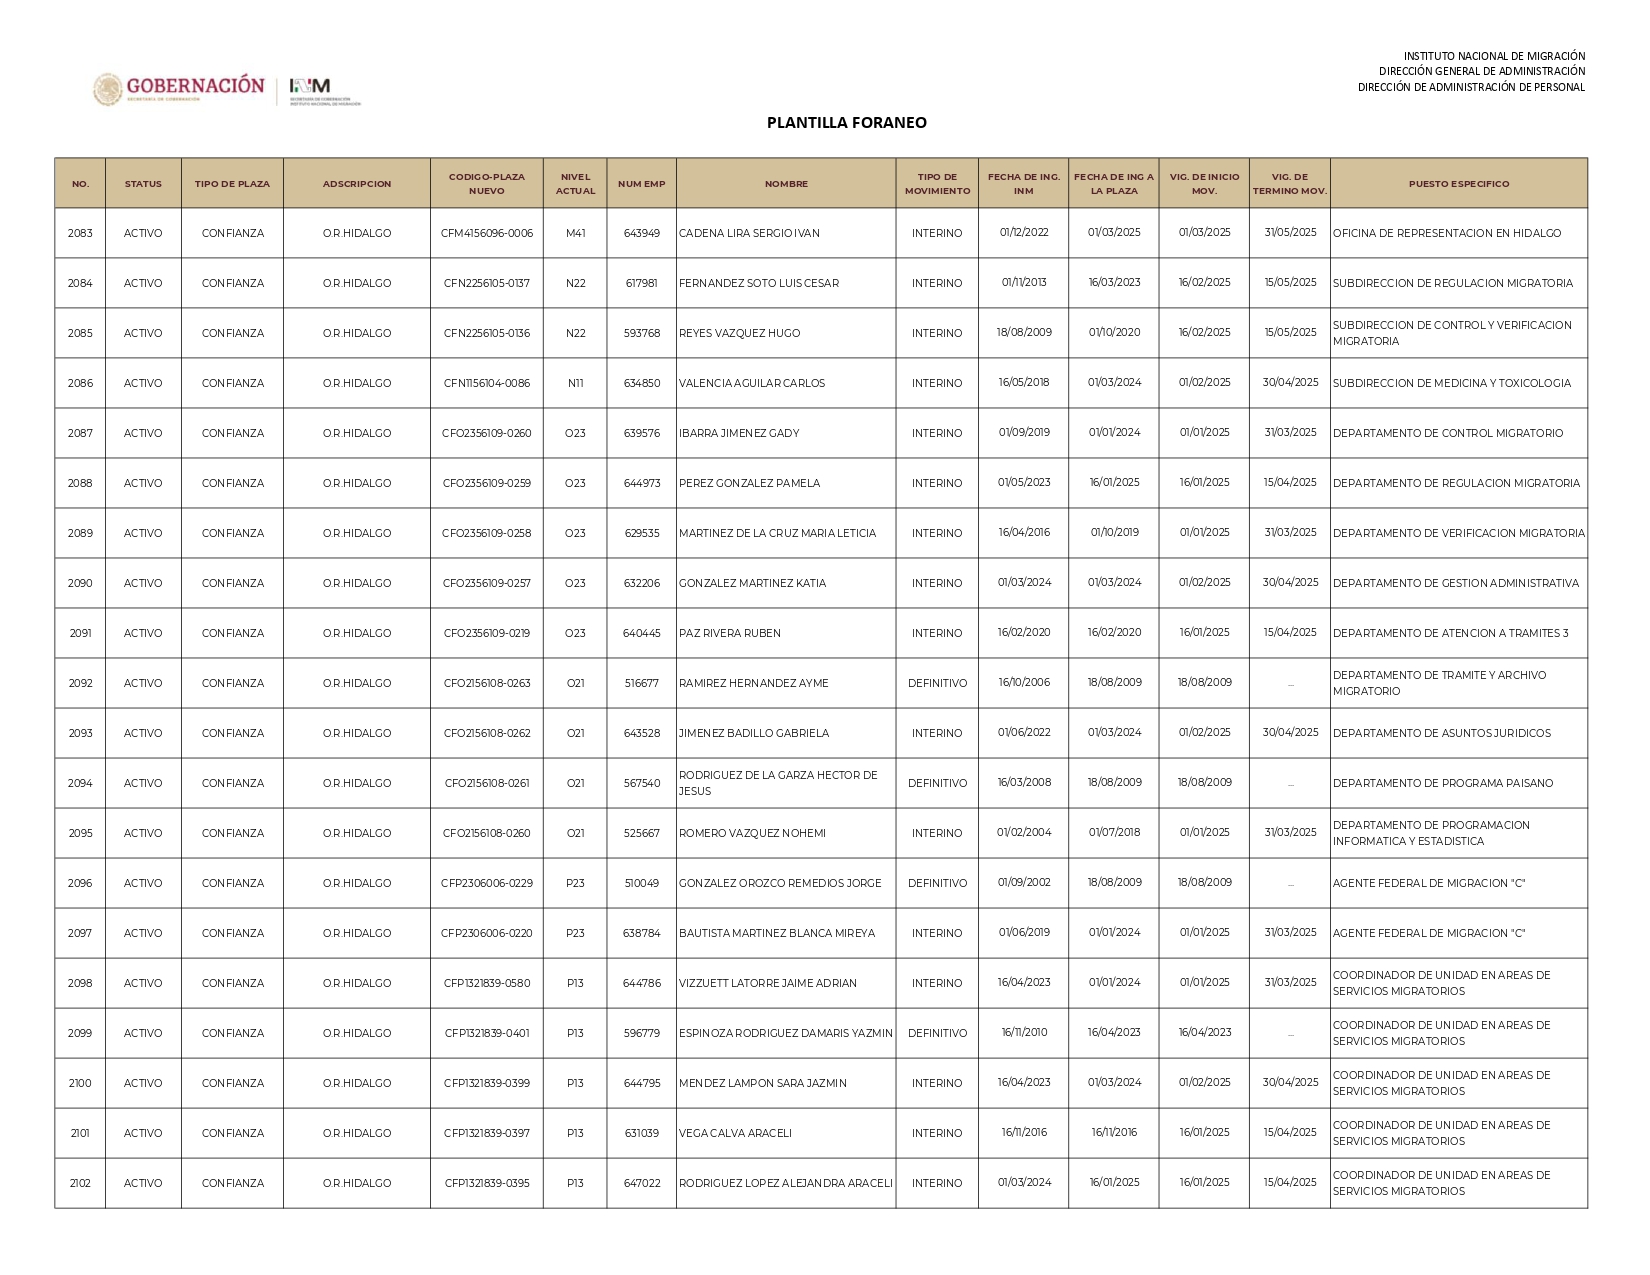 INSTITUTO NACIONAL DE MIGRACIÓN
DIRECCIÓN GENERAL DE ADMINISTRACIÓN
DIRECCIÓN DE ADMINISTRACIÓN DE PERSONAL
GOBERNACIÓN
SECRETARÍA DE GOBERNACIÓN
INM
SECRETARÍA DE GOBERNACIÓN
INSTITUTO NACIONAL DE MIGRACIÓN
PLANTILLA FORANEO
NO. STATUS TIPO DE PLAZA ADSCRIPCION CODIGO-PLAZA NUEVO NIVEL ACTUAL NUM EMP NOMBRE TIPO DE MOVIMIENTO FECHA DE ING. INM FECHA DE ING A LA PLAZA VIG. DE INICIO MOV. VIG. DE TERMINO MOV. PUESTO ESPECIFICO
2083 ACTIVO CONFIANZA O.R.HIDALGO CFM4156096-0006 M41 643949 CADENA LIRA SERGIO IVAN INTERINO 01/12/2022 01/03/2025 01/03/2025 31/05/2025 OFICINA DE REPRESENTACION EN HIDALGO
2084 ACTIVO CONFIANZA O.R.HIDALGO CFN2256105-0137 N22 617981 FERNANDEZ SOTO LUIS CESAR INTERINO 01/11/2013 16/03/2023 16/02/2025 15/05/2025 SUBDIRECCION DE REGULACION MIGRATORIA
2085 ACTIVO CONFIANZA O.R.HIDALGO CFN2256105-0136 N22 593768 REYES VAZQUEZ HUGO INTERINO 18/08/2009 01/10/2020 16/02/2025 15/05/2025 SUBDIRECCION DE CONTROL Y VERIFICACION MIGRATORIA
2086 ACTIVO CONFIANZA O.R.HIDALGO CFN1156104-0086 N11 634850 VALENCIA AGUILAR CARLOS INTERINO 16/05/2018 01/03/2024 01/02/2025 30/04/2025 SUBDIRECCION DE MEDICINA Y TOXICOLOGIA
2087 ACTIVO CONFIANZA O.R.HIDALGO CFO2356109-0260 O23 639576 IBARRA JIMENEZ GADY INTERINO 01/09/2019 01/01/2024 01/01/2025 31/03/2025 DEPARTAMENTO DE CONTROL MIGRATORIO
2088 ACTIVO CONFIANZA O.R.HIDALGO CFO2356109-0259 O23 644973 PEREZ GONZALEZ PAMELA INTERINO 01/05/2023 16/01/2025 16/01/2025 15/04/2025 DEPARTAMENTO DE REGULACION MIGRATORIA
2089 ACTIVO CONFIANZA O.R.HIDALGO CFO2356109-0258 O23 629535 MARTINEZ DE LA CRUZ MARIA LETICIA INTERINO 16/04/2016 01/10/2019 01/01/2025 31/03/2025 DEPARTAMENTO DE VERIFICACION MIGRATORIA
2090 ACTIVO CONFIANZA O.R.HIDALGO CFO2356109-0257 O23 632206 GONZALEZ MARTINEZ KATIA INTERINO 01/03/2024 01/03/2024 01/02/2025 30/04/2025 DEPARTAMENTO DE GESTION ADMINISTRATIVA
2091 ACTIVO CONFIANZA O.R.HIDALGO CFO2356109-0219 O23 640445 PAZ RIVERA RUBEN INTERINO 16/02/2020 16/02/2020 16/01/2025 15/04/2025 DEPARTAMENTO DE ATENCION A TRAMITES 3
2092 ACTIVO CONFIANZA O.R.HIDALGO CFO2156108-0263 O21 516677 RAMIREZ HERNANDEZ AYME DEFINITIVO 16/10/2006 18/08/2009 18/08/2009 ... DEPARTAMENTO DE TRAMITE Y ARCHIVO MIGRATORIO
2093 ACTIVO CONFIANZA O.R.HIDALGO CFO2156108-0262 O21 643528 JIMENEZ BADILLO GABRIELA INTERINO 01/06/2022 01/03/2024 01/02/2025 30/04/2025 DEPARTAMENTO DE ASUNTOS JURIDICOS
2094 ACTIVO CONFIANZA O.R.HIDALGO CFO2156108-0261 O21 567540 RODRIGUEZ DE LA GARZA HECTOR DE JESUS DEFINITIVO 16/03/2008 18/08/2009 18/08/2009 ... DEPARTAMENTO DE PROGRAMA PAISANO
2095 ACTIVO CONFIANZA O.R.HIDALGO CFO2156108-0260 O21 525667 ROMERO VAZQUEZ NOHEMI INTERINO 01/02/2004 01/07/2018 01/01/2025 31/03/2025 DEPARTAMENTO DE PROGRAMACION INFORMATICA Y ESTADISTICA
2096 ACTIVO CONFIANZA O.R.HIDALGO CFP2306006-0229 P23 510049 GONZALEZ OROZCO REMEDIOS JORGE DEFINITIVO 01/09/2002 18/08/2009 18/08/2009 ... AGENTE FEDERAL DE MIGRACION "C"
2097 ACTIVO CONFIANZA O.R.HIDALGO CFP2306006-0220 P23 638784 BAUTISTA MARTINEZ BLANCA MIREYA INTERINO 01/06/2019 01/01/2024 01/01/2025 31/03/2025 AGENTE FEDERAL DE MIGRACION "C"
2098 ACTIVO CONFIANZA O.R.HIDALGO CFP1321839-0580 P13 644786 VIZZUETT LATORRE JAIME ADRIAN INTERINO 16/04/2023 01/01/2024 01/01/2025 31/03/2025 COORDINADOR DE UNIDAD EN AREAS DE SERVICIOS MIGRATORIOS
2099 ACTIVO CONFIANZA O.R.HIDALGO CFP1321839-0401 P13 596779 ESPINOZA RODRIGUEZ DAMARIS YAZMIN DEFINITIVO 16/11/2010 16/04/2023 16/04/2023 ... COORDINADOR DE UNIDAD EN AREAS DE SERVICIOS MIGRATORIOS
2100 ACTIVO CONFIANZA O.R.HIDALGO CFP1321839-0399 P13 644795 MENDEZ LAMPON SARA JAZMIN INTERINO 16/04/2023 01/03/2024 01/02/2025 30/04/2025 COORDINADOR DE UNIDAD EN AREAS DE SERVICIOS MIGRATORIOS
2101 ACTIVO CONFIANZA O.R.HIDALGO CFP1321839-0397 P13 631039 VEGA CALVA ARACELI INTERINO 16/11/2016 16/11/2016 16/01/2025 15/04/2025 COORDINADOR DE UNIDAD EN AREAS DE SERVICIOS MIGRATORIOS
2102 ACTIVO CONFIANZA O.R.HIDALGO CFP1321839-0395 P13 647022 RODRIGUEZ LOPEZ ALEJANDRA ARACELI INTERINO 01/03/2024 16/01/2025 16/01/2025 15/04/2025 COORDINADOR DE UNIDAD EN AREAS DE SERVICIOS MIGRATORIOS